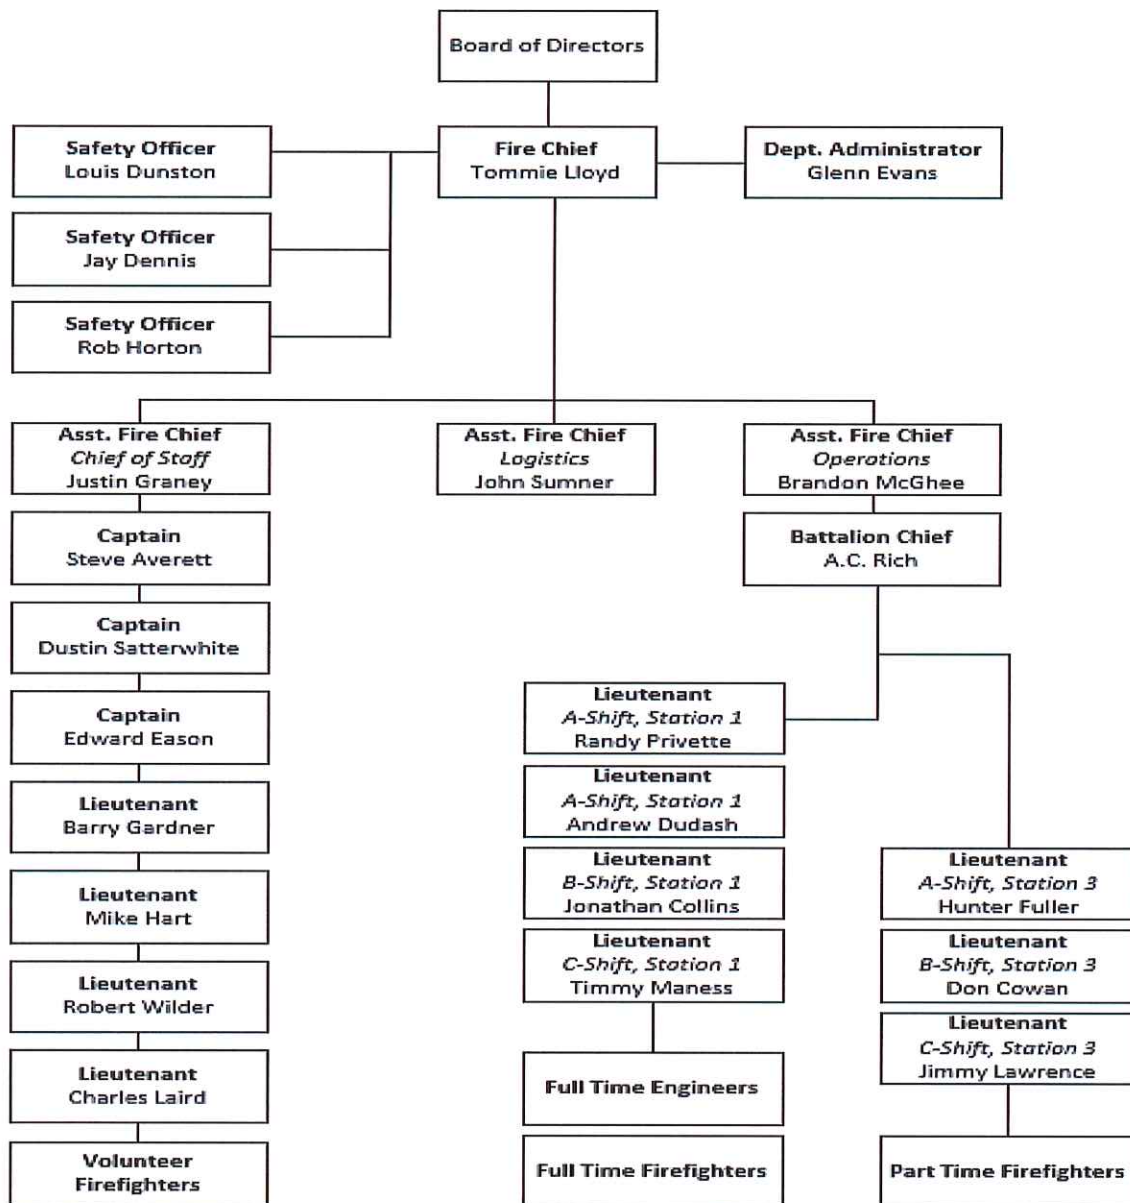 Board of Directors
Safety Officer
Louis Dunston
Fire Chief
Tommie Lloyd
Dept. Administrator
Glenn Evans
Safety Officer
Jay Dennis
Safety Officer
Rob Horton
Asst. Fire Chief
Chief of Staff
Justin Graney
Asst. Fire Chief
Logistics
John Sumner
Asst. Fire Chief
Operations
Brandon McGhee
Captain
Steve Averett
Battalion Chief
A.C. Rich
Captain
Dustin Satterwhite
Captain
Edward Eason
Lieutenant
Barry Gardner
Lieutenant
Mike Hart
Lieutenant
Robert Wilder
Lieutenant
Charles Laird
Volunteer
Firefighters
Lieutenant
A-Shift, Station 1
Randy Privette
Lieutenant
A-Shift, Station 1
Andrew Dudash
Lieutenant
B-Shift, Station 1
Jonathan Collins
Lieutenant
C-Shift, Station 1
Timmy Maness
Full Time Engineers
Full Time Firefighters
Lieutenant
A-Shift, Station 3
Hunter Fuller
Lieutenant
B-Shift, Station 3
Don Cowan
Lieutenant
C-Shift, Station 3
Jimmy Lawrence
Part Time Firefighters